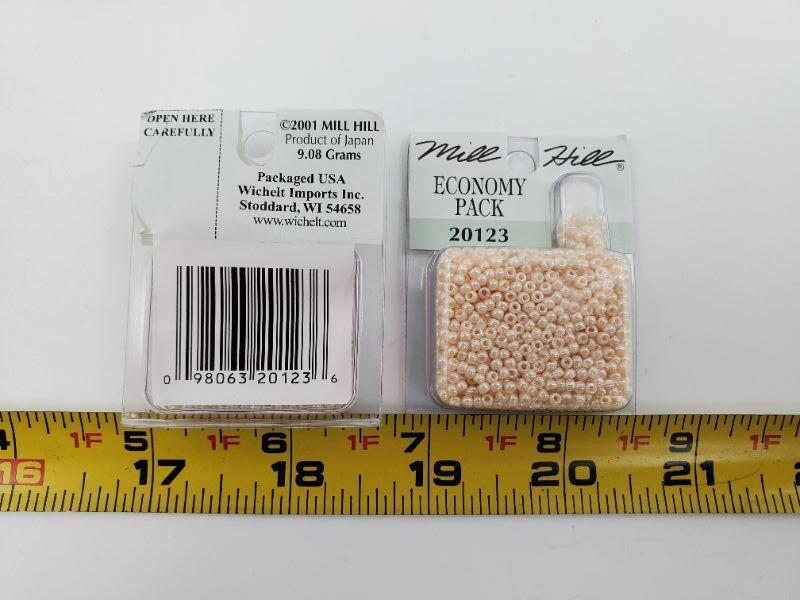 OPEN HERE
CAREFULLY
©2001 MILL HILL
Product of Japan
9.08 Grams
Packaged USA
Wichelt Imports Inc.
Stoddard, WI 54658
www.wichelt.com
0 98063 20123 6
Mill Hill®
ECONOMY
PACK
20123
4 1F 5 1F 6 1F 7 1F 8 1F 9 1
16 17 18 19 20 21